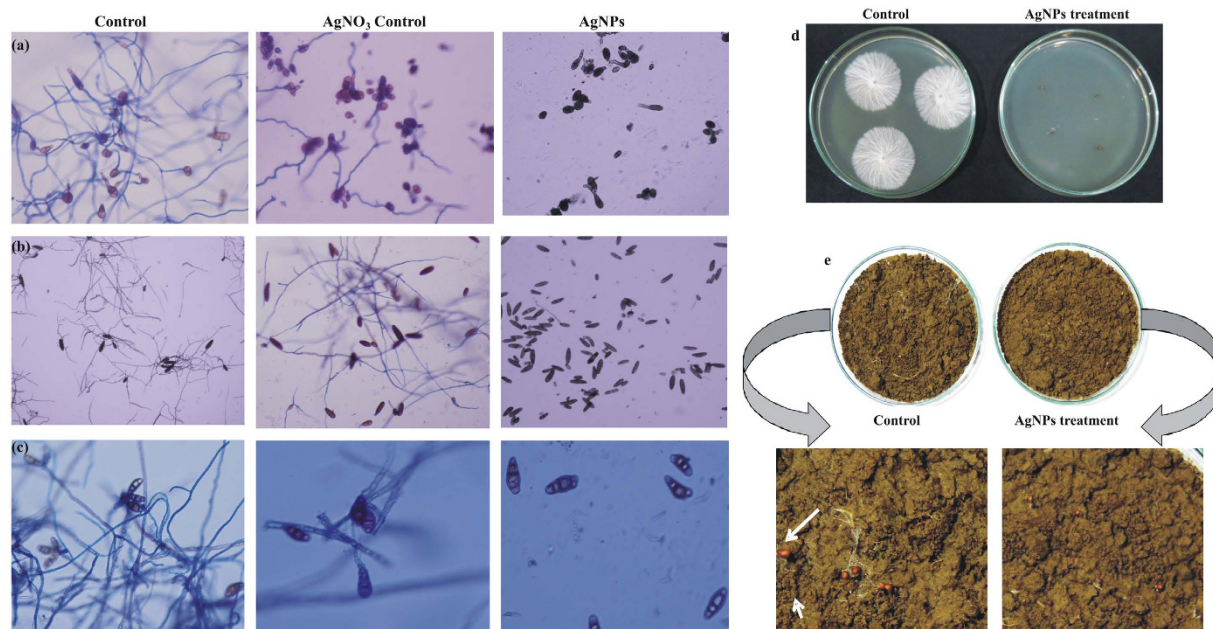 Control
AgNO₃ Control
AgNPs
(a)
(b)
(c)
Control
AgNPs treatment
d
e
Control
AgNPs treatment